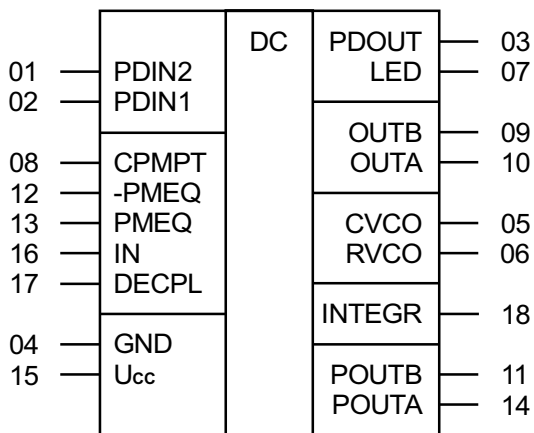 DC PDOUT 03
01 PDIN2 LED 07
02 PDIN1
OUTB 09
08 CPMPT OUTA 10
12 -PMEQ
13 PMEQ CVCO 05
16 IN RVCO 06
17 DECPL
INTEGR 18
04 GND
15 Ucc POUTB 11
POUTA 14